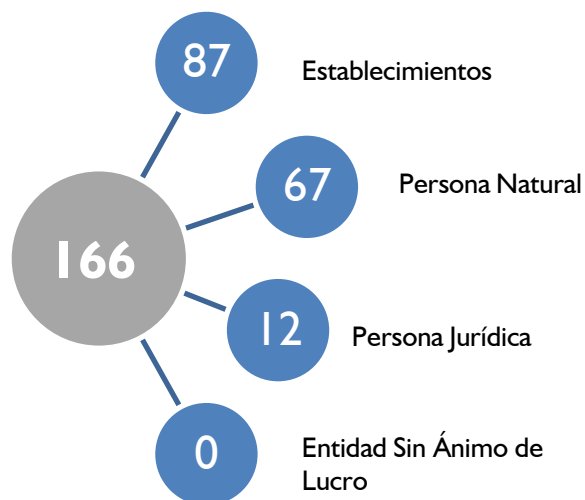 87
Establecimientos
67
Persona Natural
166
12
Persona Jurídica
0
Entidad Sin Ánimo de
Lucro